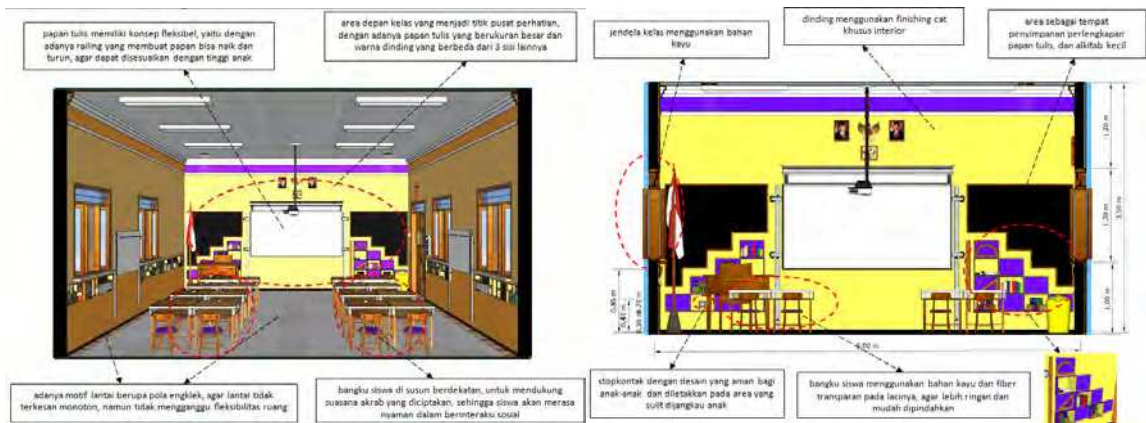 papan tulis memiliki konsep fleksibel, yaitu dengan
adanya railing yang membuat papan bisa naik dan
turun, agar dapat disesuaikan dengan tinggi anak
area depan kelas yang menjadi titik pusat perhatian,
dengan adanya papan tulis yang berukuran besar dan
warna dinding yang berbeda dari 3 sisi lainnya
adanya motif lantai berupa pola engklek, agar lantai tidak
terkesan monoton, namun tidak mengganggu fleksibilitas ruang
bangku siswa di susun berdekatan, untuk mendukung
suasana akrab yang diciptakan, sehingga siswa akan merasa
nyaman dalam berinteraksi sosial
jendela kelas menggunakan bahan
kayu
dinding menggunakan finishing cat
khusus interior
area sebagai tempat
penyimpanan perlengkapan
papan tulis, dan alkitab kecil
1,20 m
1,20 m
3,50 m
1,00 m
stopkontak dengan desain yang aman bagi
anak-anak dan diletakkan pada area yang
sulit dijangkau anak
bangku siswa menggunakan bahan kayu dan fiber
transparan pada lacinya, agar lebih ringan dan
mudah dipindahkan